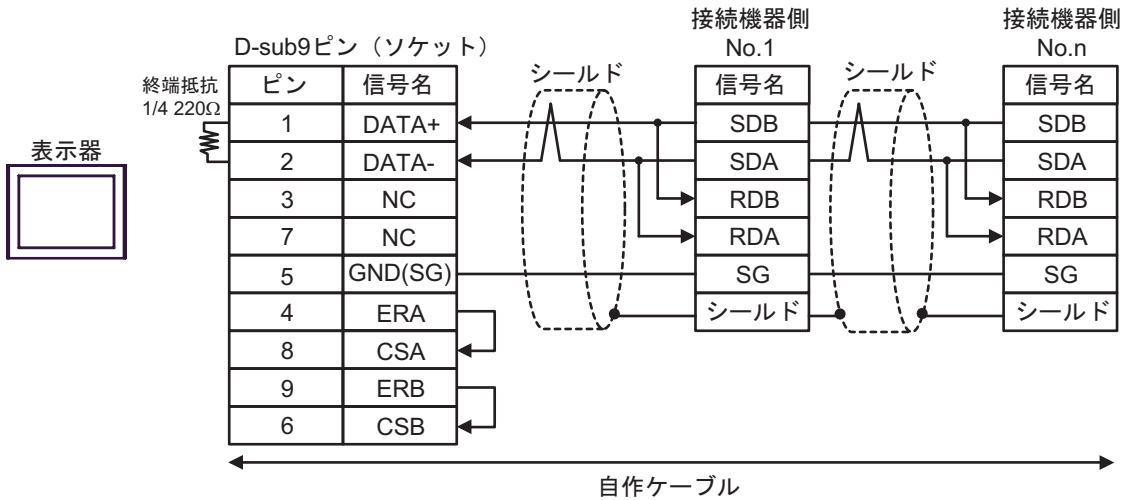 接続機器側 接続機器側
D-sub9ピン（ソケット） No.1 No.n
終端抵抗 ピン 信号名 シールド 信号名 シールド 信号名
1/4 220Ω 1 DATA+ SDB SDB
表示器 2 DATA- SDA SDA
3 NC RDB RDB
7 NC RDA RDA
5 GND(SG) SG SG
4 ERA シールド シールド
8 CSA
9 ERB
6 CSB
自作ケーブル